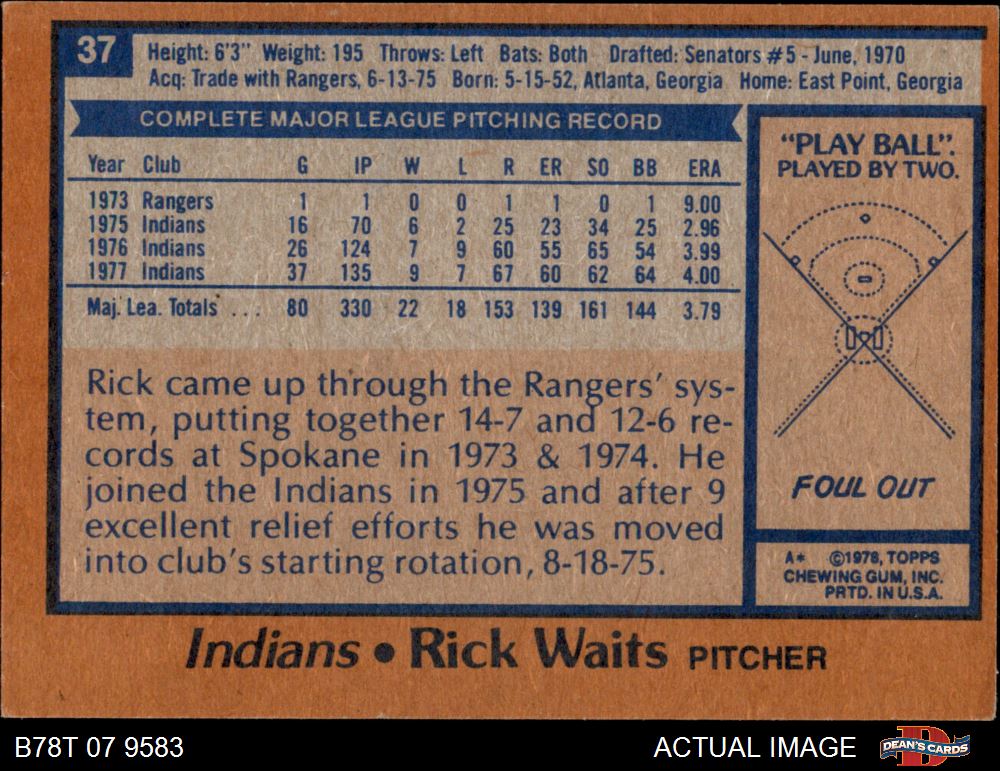 37
Height: 6'3" Weight: 195 Throws: Left Bats: Both Drafted: Senators #5 - June, 1970
Acq: Trade with Rangers, 6-13-75 Born: 5-15-52, Atlanta, Georgia Home: East Point, Georgia
COMPLETE MAJOR LEAGUE PITCHING RECORD
Year Club G IP W L R ER SO BB ERA
1973 Rangers 1 1 0 0 1 1 0 1 9.00
1975 Indians 16 70 6 2 25 23 34 25 2.96
1976 Indians 26 124 7 9 60 55 65 54 3.99
1977 Indians 37 135 9 7 67 60 62 64 4.00
Maj. Lea. Totals ... 80 330 22 18 153 139 161 144 3.79
Rick came up through the Rangers' sys-
tem, putting together 14-7 and 12-6 re-
cords at Spokane in 1973 & 1974. He
joined the Indians in 1975 and after 9
excellent relief efforts he was moved
into club's starting rotation, 8-18-75.
"PLAY BALL".
PLAYED BY TWO.
FOUL OUT
A* ©1978, TOPPS
CHEWING GUM, INC.
PRTD. IN U.S.A.
Indians • Rick Waits PITCHER
B78T 07 9583 ACTUAL IMAGE
D
DEAN'S CARDS